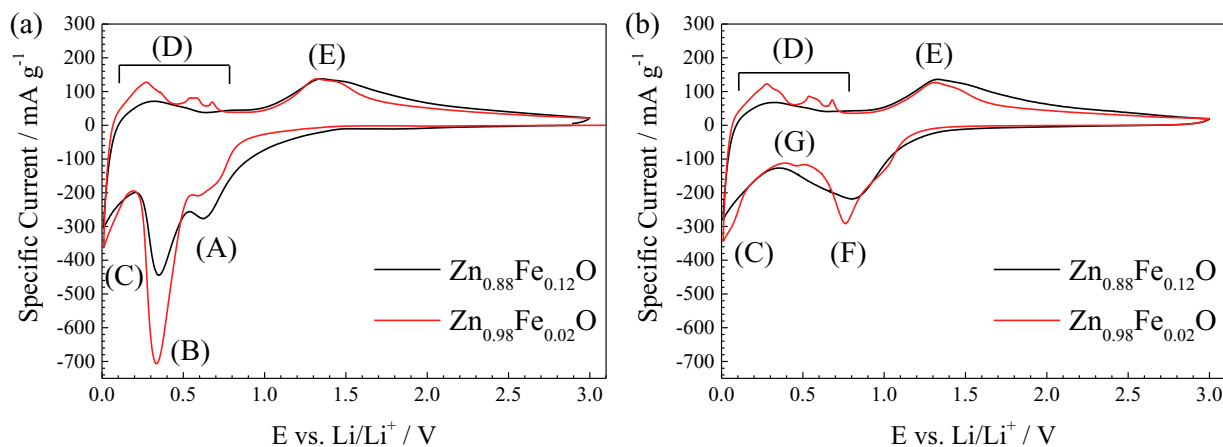 (a)
Specific Current / mA g⁻¹
300
200
100
0
-100
-200
-300
-400
-500
-600
-700
(D)
(E)
(A)
(C)
(B)
Zn₀.₈₈Fe₀.₁₂O
Zn₀.₉₈Fe₀.₀₂O
0.0 0.5 1.0 1.5 2.0 2.5 3.0
E vs. Li/Li⁺ / V
(b)
Specific Current / mA g⁻¹
300
200
100
0
-100
-200
-300
-400
-500
-600
-700
(D)
(E)
(G)
(C)
(F)
Zn₀.₈₈Fe₀.₁₂O
Zn₀.₉₈Fe₀.₀₂O
0.0 0.5 1.0 1.5 2.0 2.5 3.0
E vs. Li/Li⁺ / V